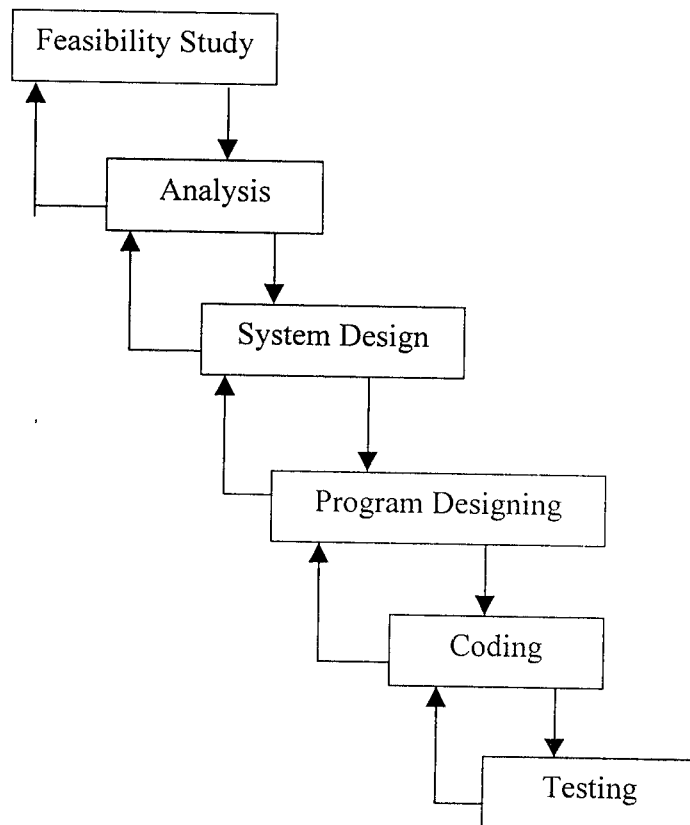 Feasibility Study
Analysis
System Design
Program Designing
Coding
Testing